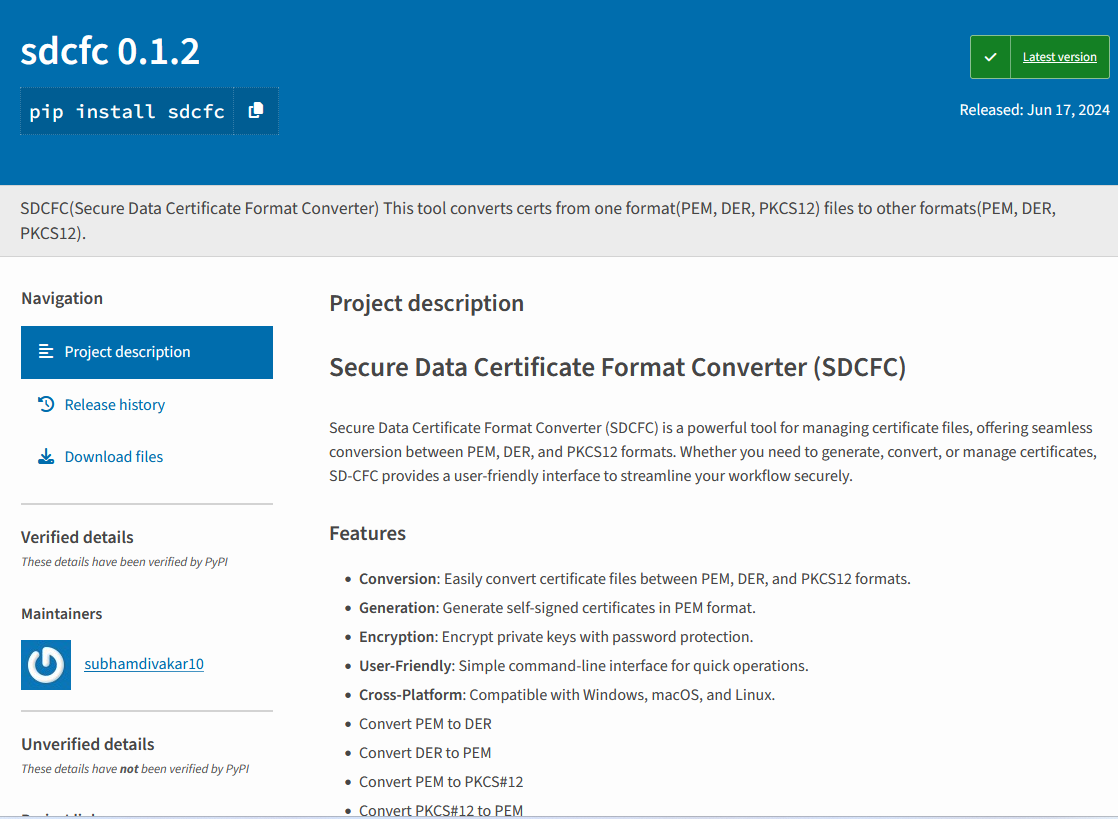 sdcfc 0.1.2
pip install sdcfc
Latest version
Released: Jun 17, 2024
SDCFC(Secure Data Certificate Format Converter) This tool converts certs from one format(PEM, DER, PKCS12) files to other formats(PEM, DER,
PKCS12).
Navigation
Project description
Release history
Download files
Verified details
These details have been verified by PyPI
Maintainers
subhamdivakar10
Unverified details
These details have not been verified by PyPI
Project description
Secure Data Certificate Format Converter (SDCFC)
Secure Data Certificate Format Converter (SDCFC) is a powerful tool for managing certificate files, offering seamless
conversion between PEM, DER, and PKCS12 formats. Whether you need to generate, convert, or manage certificates,
SD-CFC provides a user-friendly interface to streamline your workflow securely.
Features
• Conversion: Easily convert certificate files between PEM, DER, and PKCS12 formats.
• Generation: Generate self-signed certificates in PEM format.
• Encryption: Encrypt private keys with password protection.
• User-Friendly: Simple command-line interface for quick operations.
• Cross-Platform: Compatible with Windows, macOS, and Linux.
• Convert PEM to DER
• Convert DER to PEM
• Convert PEM to PKCS#12
• Convert PKCS#12 to PEM